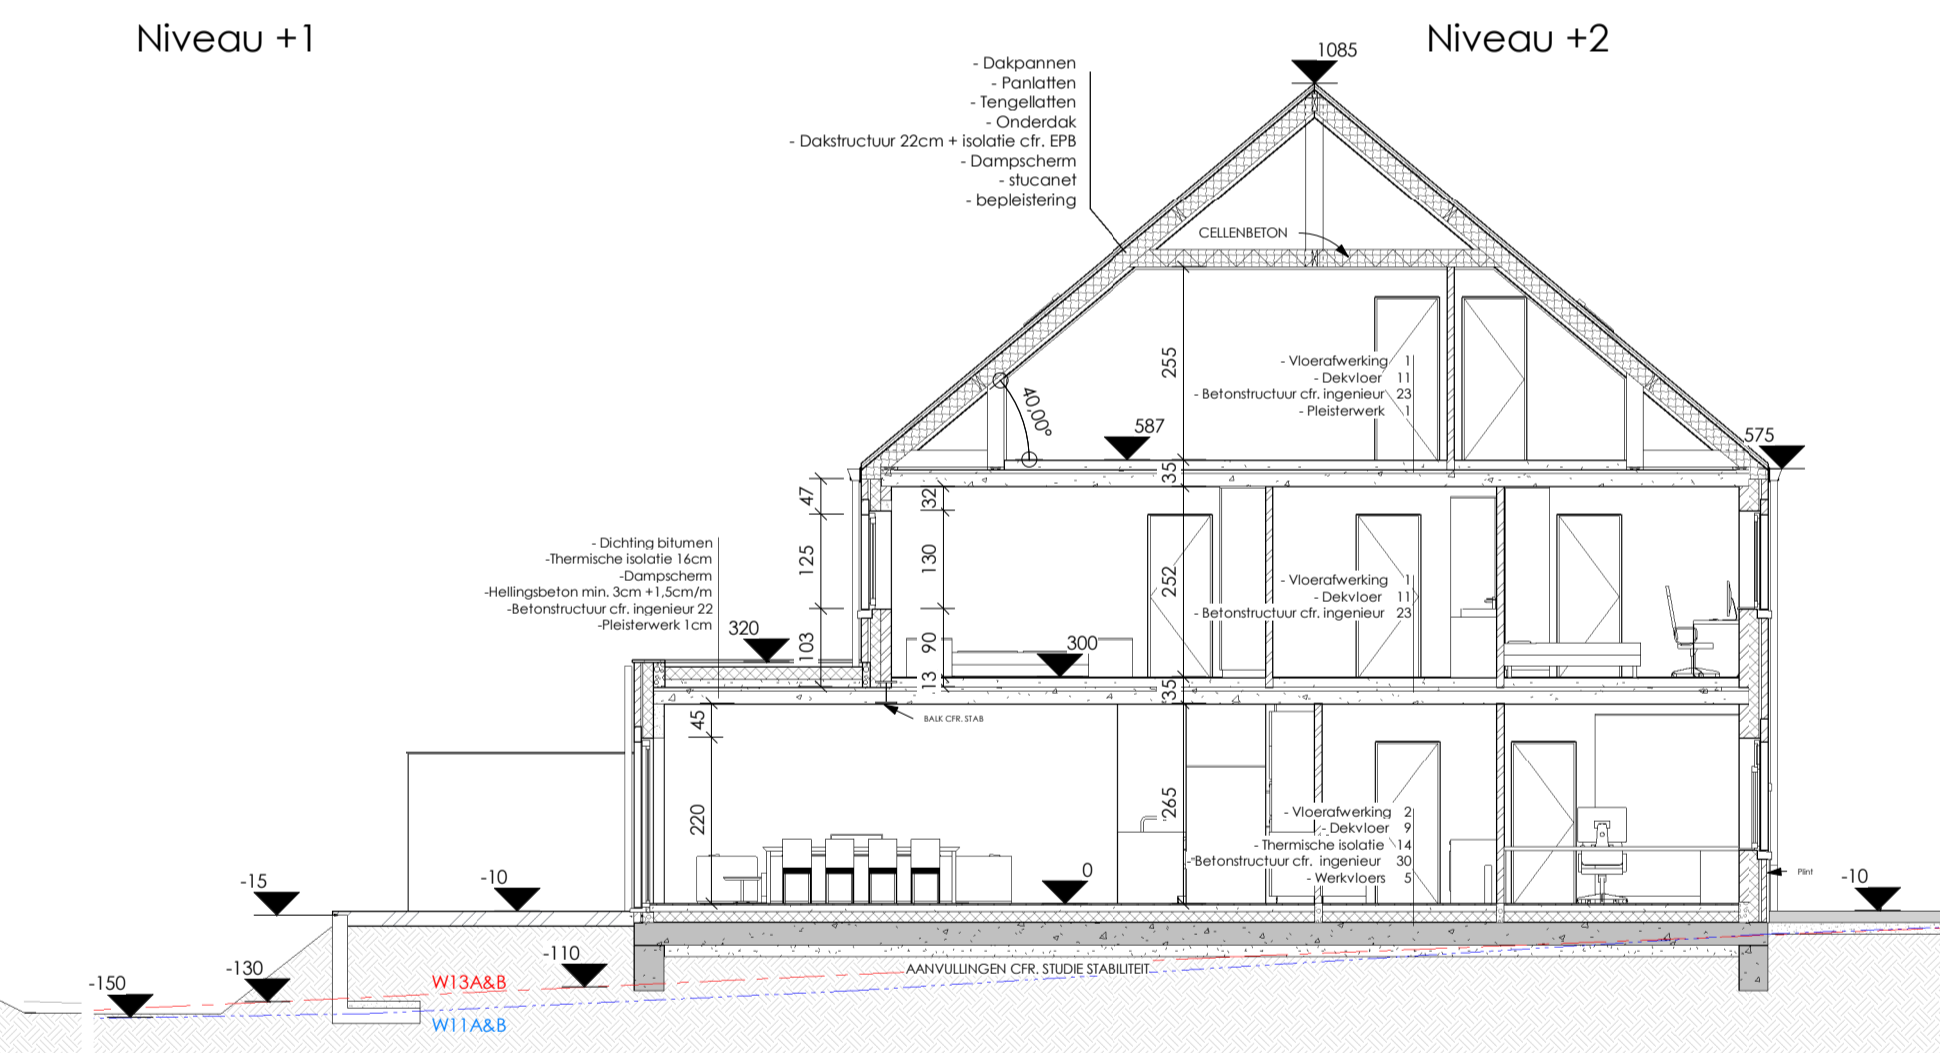 Niveau +1
Niveau +2
1085
- Dakpannen
- Panlatten
- Tengellatten
- Onderdak
- Dakstructuur 22cm + isolatie cfr. EPB
- Dampscherm
- stucanet
- bepleistering
CELLENBETON
255
- Vloerafwerking 1
- Dekvloer 11
- Betonstructuur cfr. ingenieur 23
- Pleisterwerk 1
40,00°
587
575
35
47
32
- Dichting bitumen
-Thermische isolatie 16cm
-Dampscherm
-Hellingsbeton min. 3cm +1,5cm/m
-Betonstructuur cfr. ingenieur 22
-Pleisterwerk 1cm
125
130
252
- Vloerafwerking 1
- Dekvloer 11
- Betonstructuur cfr. ingenieur 23
320
103
90
300
13
35
45
BALK CFR. STAB
220
265
- Vloerafwerking 2
- Dekvloer 9
- Thermische isolatie 14
- Betonstructuur cfr. ingenieur 30
- Werkvloers 5
0
Plint
-15
-10
-10
-110
-130
-150
AANVULLINGEN CFR. STUDIE STABILITEIT
W13A&B
W11A&B